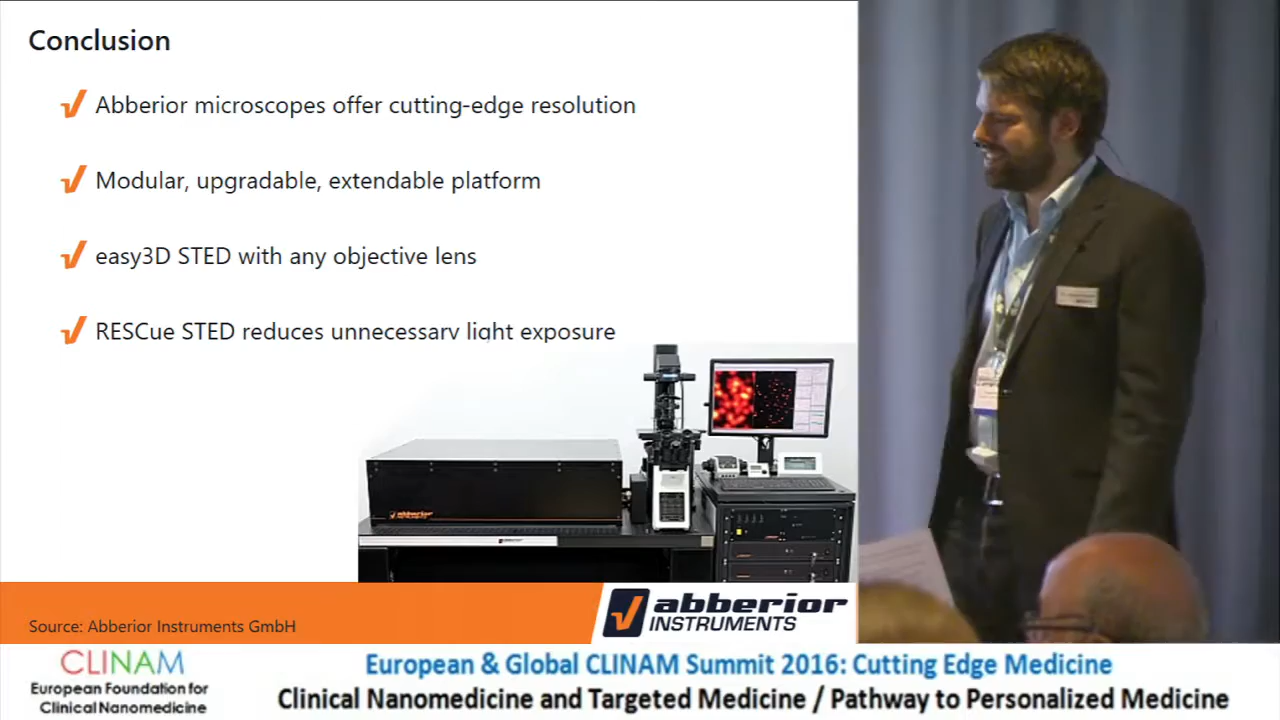 Conclusion
Abberior microscopes offer cutting-edge resolution
Modular, upgradable, extendable platform
easy3D STED with any objective lens
RESCue STED reduces unnecessary light exposure
abberior
INSTRUMENTS
Source: Abberior Instruments GmbH
abberior
INSTRUMENTS
CLINAM
European Foundation for
Clinical Nanomedicine
European & Global CLINAM Summit 2016: Cutting Edge Medicine
Clinical Nanomedicine and Targeted Medicine / Pathway to Personalized Medicine